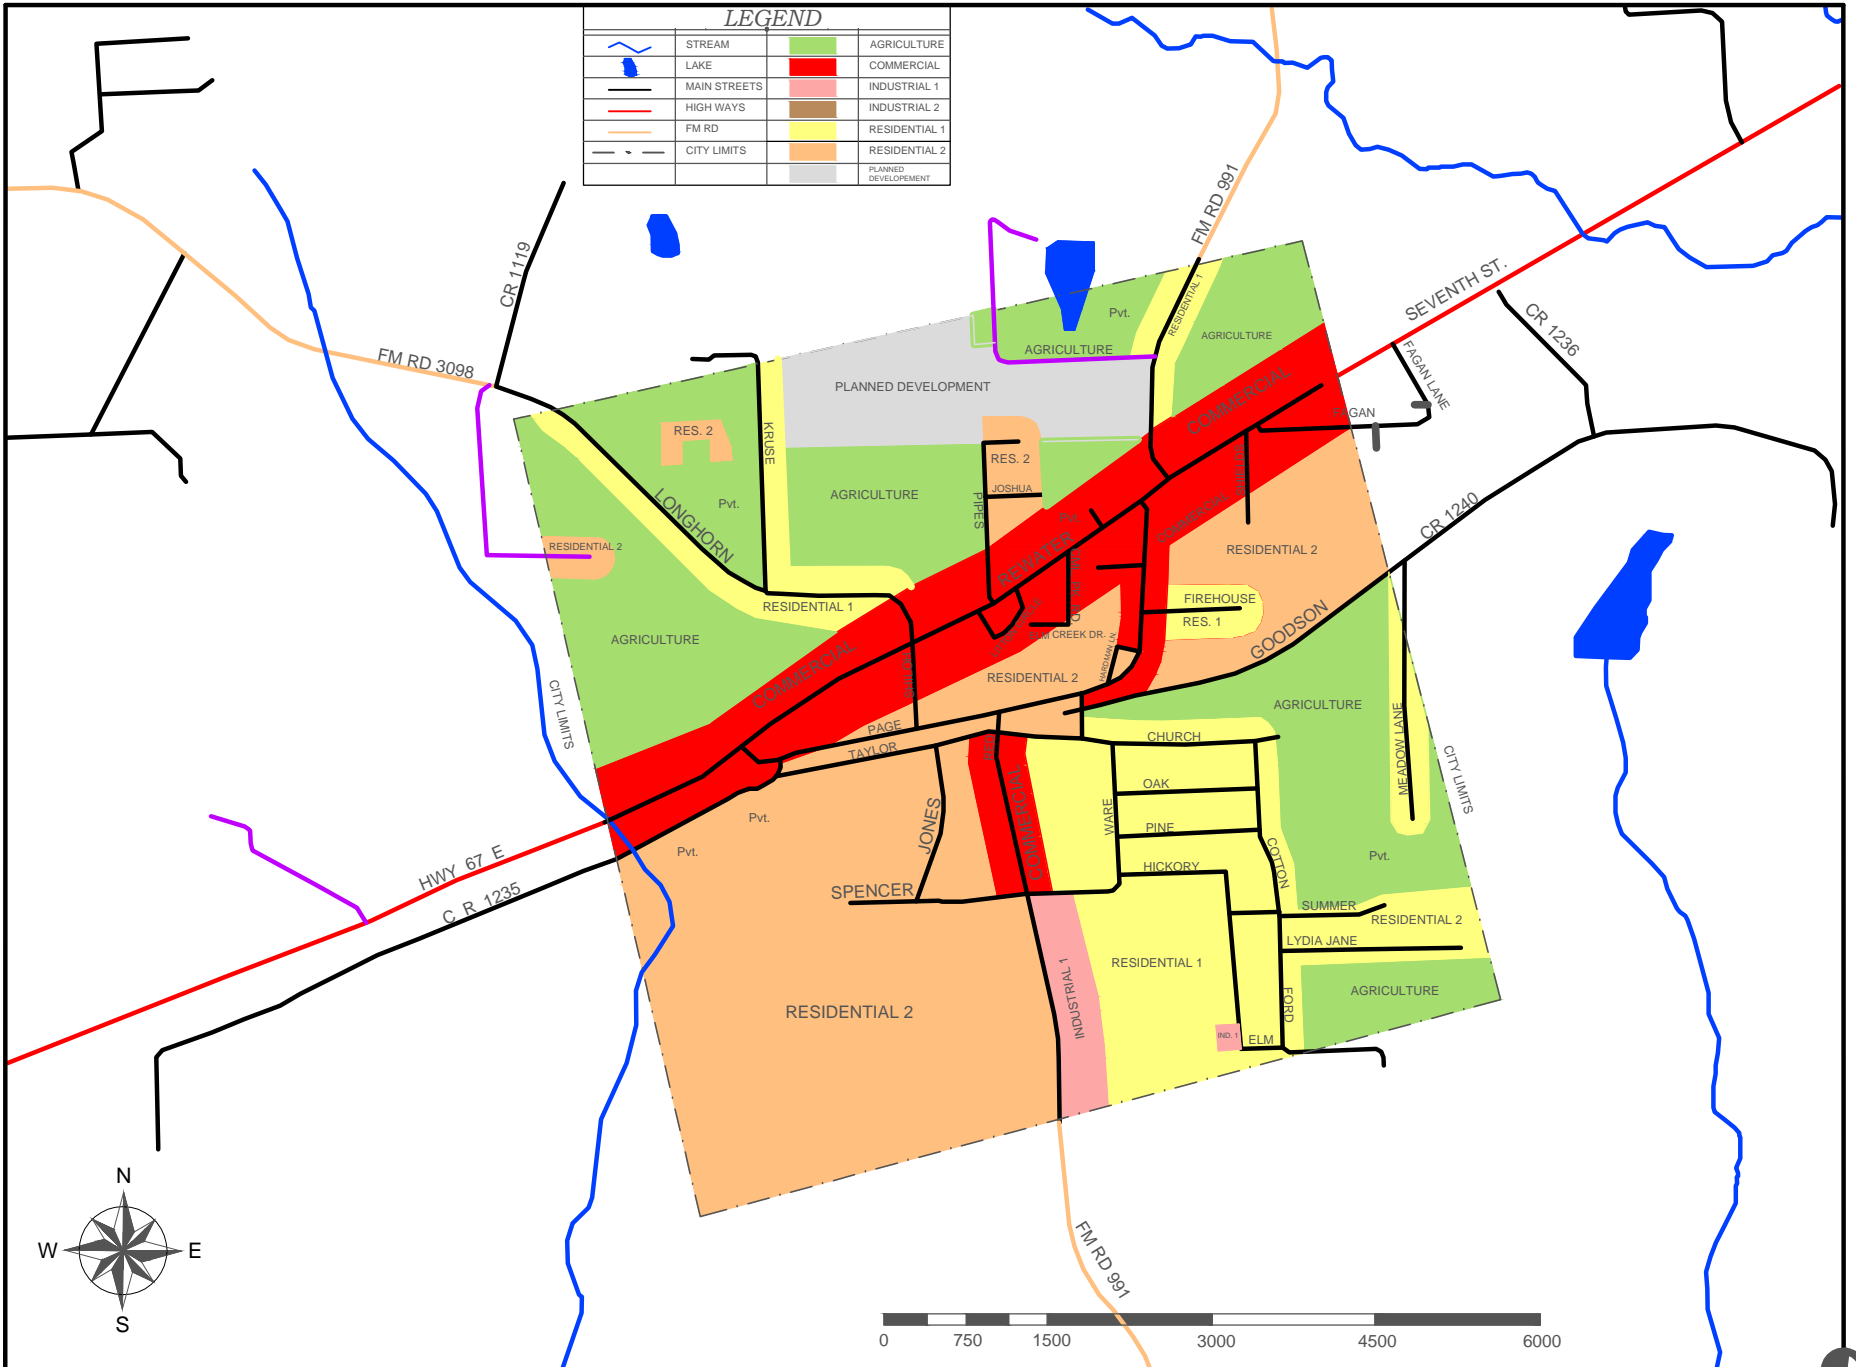 LEGEND
STREAM
AGRICULTURE
LAKE
COMMERCIAL
MAIN STREETS
INDUSTRIAL 1
HIGH WAYS
INDUSTRIAL 2
FM RD
RESIDENTIAL 1
CITY LIMITS
RESIDENTIAL 2
PLANNED
DEVELOPEMENT
FM RD 991
CR 1119
SEVENTH ST.
RESIDENTIAL 1
Pvt.
AGRICULTURE
AGRICULTURE
CR 1236
FM RD 3098
PLANNED DEVELOPMENT
FAGAN LANE
COMMERCIAL
FAGAN
RES. 2
KRUSE
RES. 2
JOSHUA
AGRICULTURE
Pvt.
LONGHORN
PIPES
COMMERCIAL
CR 1240
REWATER
RESIDENTIAL 2
RESIDENTIAL 2
FIREHOUSE
RES. 1
RESIDENTIAL 1
GOODSON
ELM CREEK DR.
HARDMAN LN.
AGRICULTURE
COMMERCIAL
RESIDENTIAL 2
CITY LIMITS
AGRICULTURE
PAGE
TAYLOR
CHURCH
MEADOW LANE
CITY LIMITS
OAK
COMMERCIAL
WARE
JONES
PINE
Pvt.
Pvt.
COTTON
Pvt.
HICKORY
HWY 67 E
C R 1235
SPENCER
SUMMER
RESIDENTIAL 2
LYDIA JANE
RESIDENTIAL 1
INDUSTRIAL 1
AGRICULTURE
FORD
RESIDENTIAL 2
IND. 1
ELM
N
W
E
S
FM RD 991
0
750
1500
3000
4500
6000